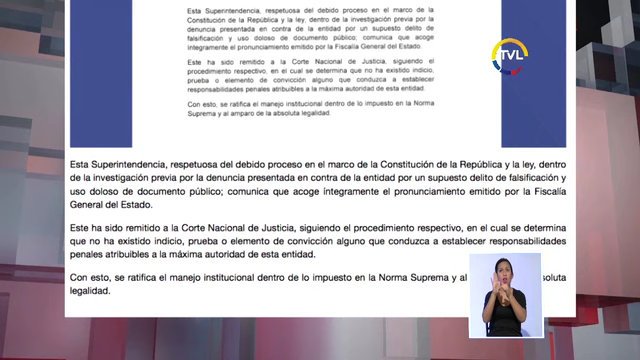 Esta Superintendencia, respetuosa del debido proceso en el marco de la
Constitución de la República y la ley, dentro de la investigación previa por la
denuncia presentada en contra de la entidad por un supuesto delito de
falsificación y uso doloso de documento público; comunica que acoge
íntegramente el pronunciamiento emitido por la Fiscalía General del Estado.
Este ha sido remitido a la Corte Nacional de Justicia, siguiendo el
procedimiento respectivo, en el cual se determina que no ha existido indicio,
prueba o elemento de convicción alguno que conduzca a establecer
responsabilidades penales atribuibles a la máxima autoridad de esta entidad.
Con esto, se ratifica el manejo institucional dentro de lo impuesto en la Norma
Suprema y al amparo de la absoluta legalidad.
TVL
Esta Superintendencia, respetuosa del debido proceso en el marco de la Constitución de la República y la ley, dentro
de la investigación previa por la denuncia presentada en contra de la entidad por un supuesto delito de falsificación y
uso doloso de documento público; comunica que acoge íntegramente el pronunciamiento emitido por la Fiscalía
General del Estado.
Este ha sido remitido a la Corte Nacional de Justicia, siguiendo el procedimiento respectivo, en el cual se determina
que no ha existido indicio, prueba o elemento de convicción alguno que conduzca a establecer responsabilidades
penales atribuibles a la máxima autoridad de esta entidad.
Con esto, se ratifica el manejo institucional dentro de lo impuesto en la Norma Suprema y al
legalidad.